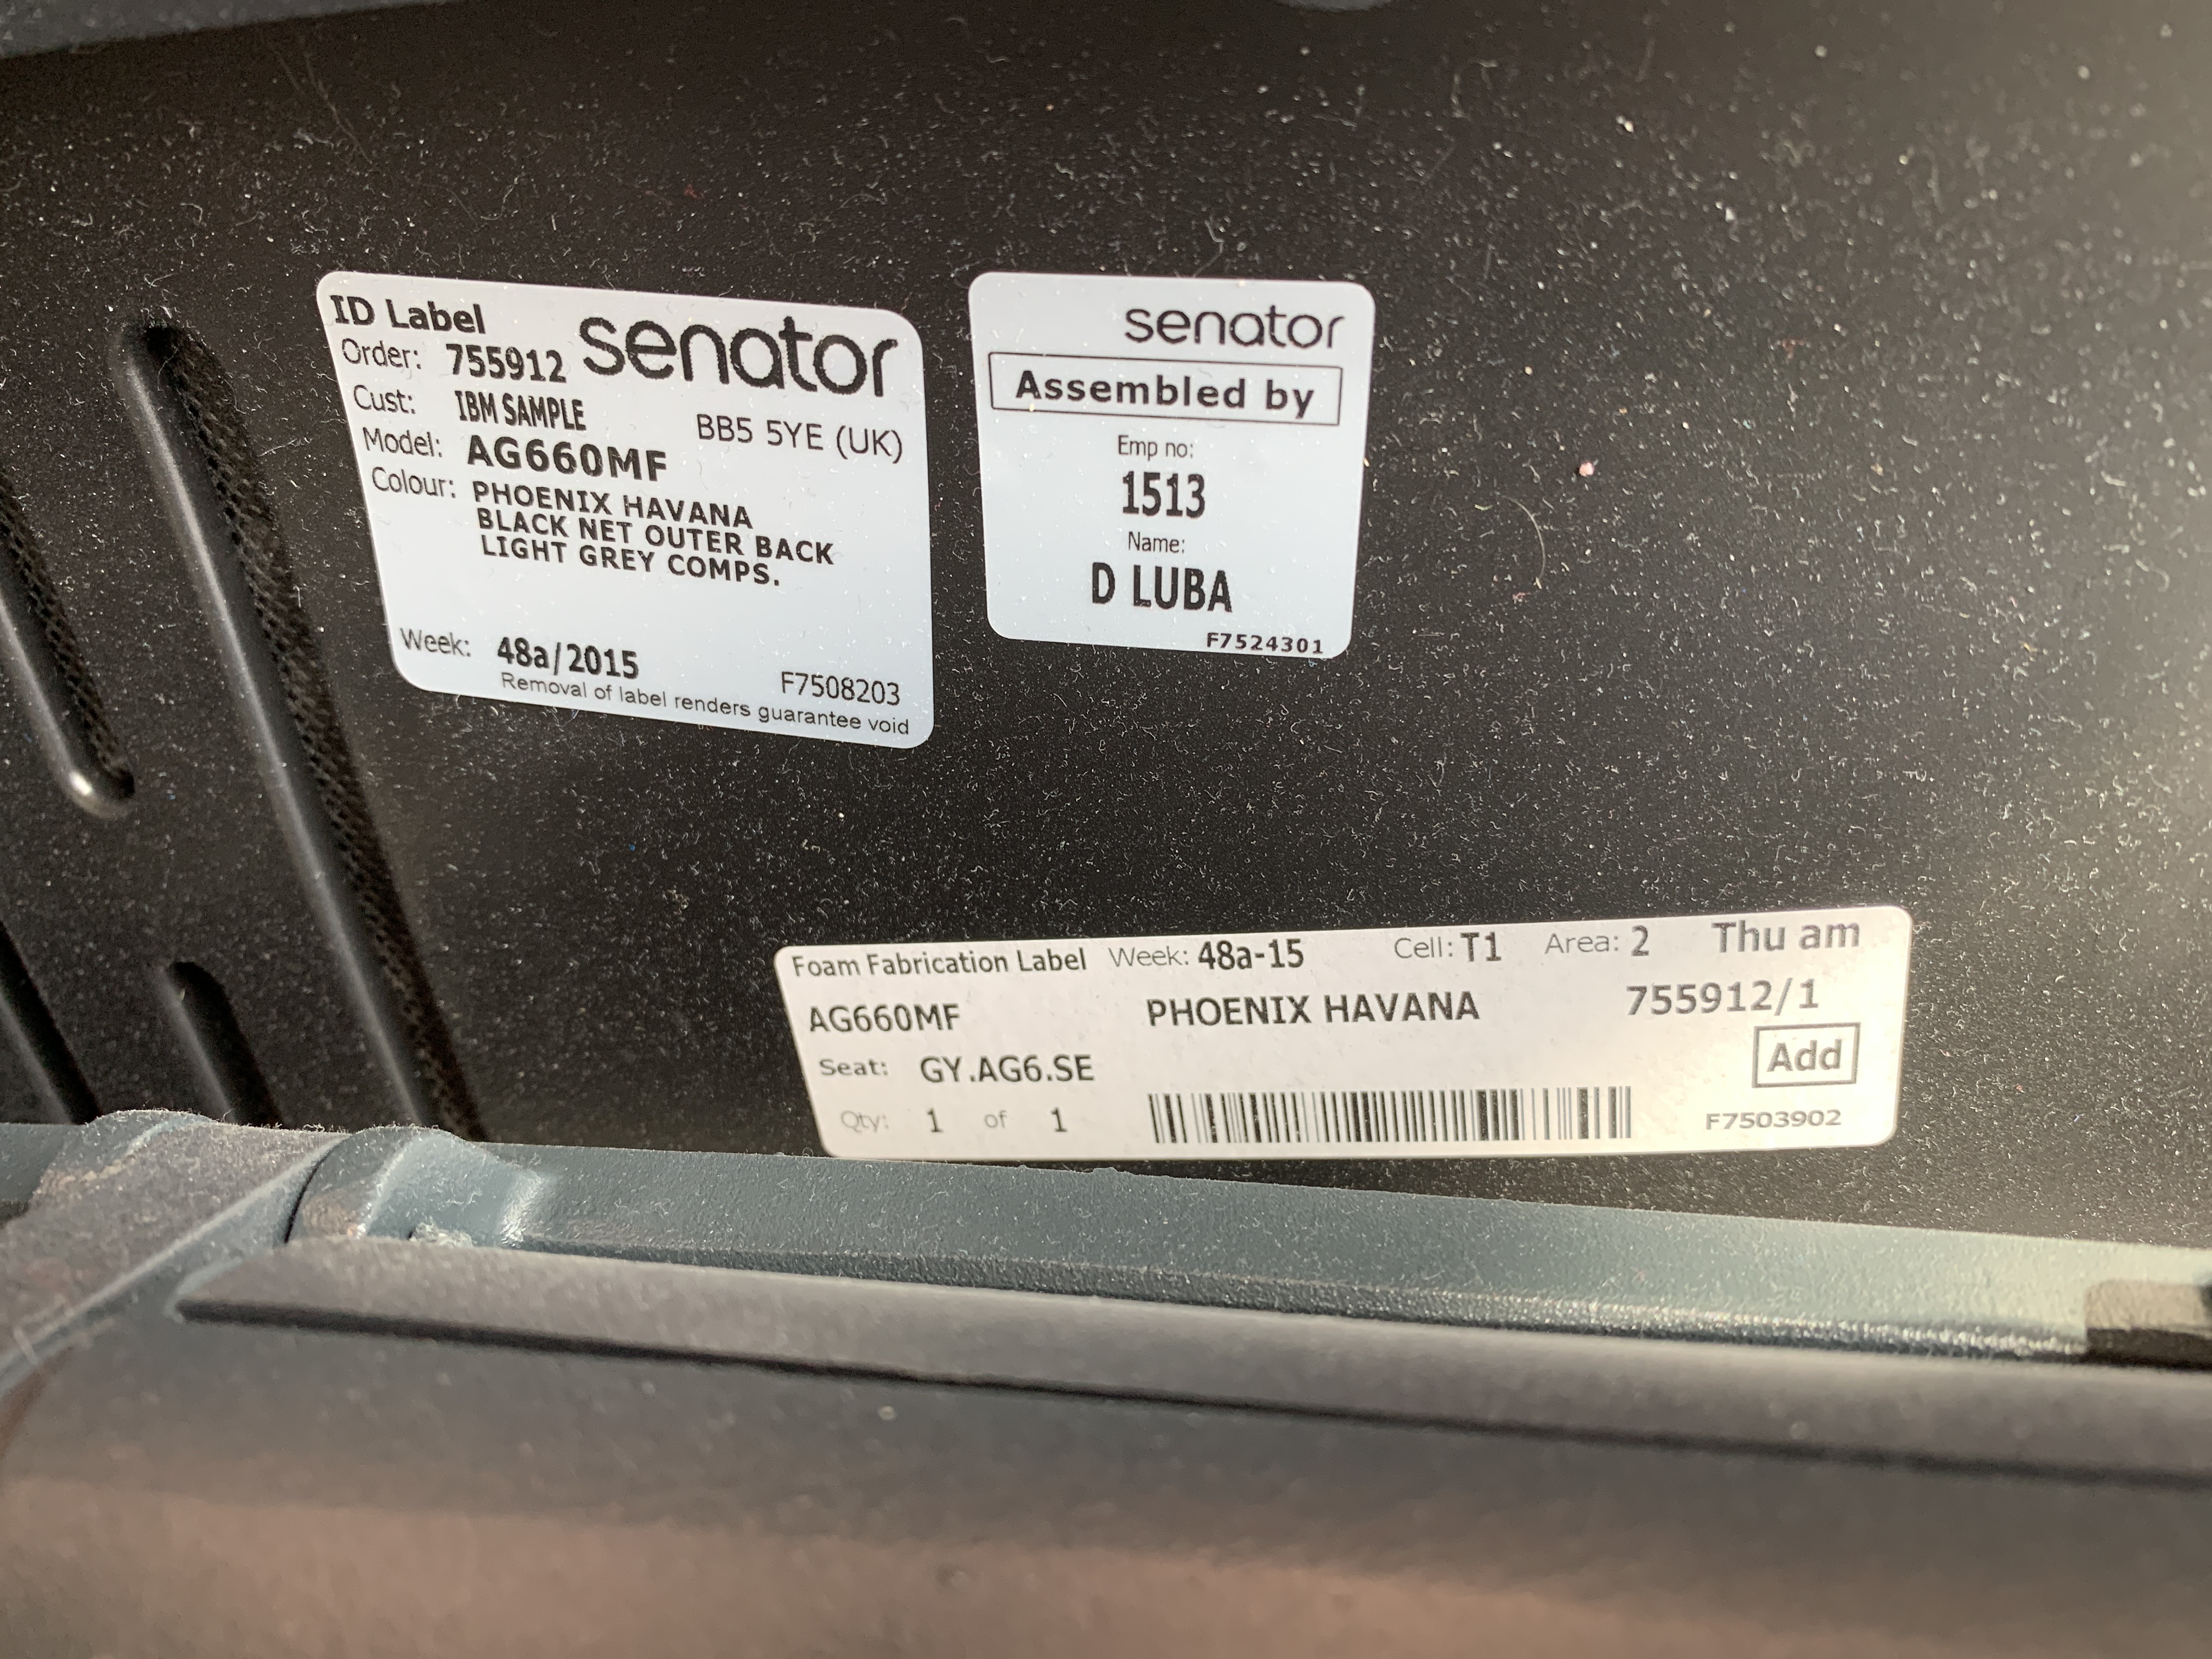 ID Label
senator
Order: 755912
Cust: IBM SAMPLE
BB5 5YE (UK)
Model: AG660MF
Colour: PHOENIX HAVANA
BLACK NET OUTER BACK
LIGHT GREY COMPS.
Week: 48a/2015
F7508203
Removal of label renders guarantee void
senator
Assembled by
Emp no:
1513
Name:
D LUBA
F7524301
Foam Fabrication Label Week: 48a-15 Cell: T1 Area: 2 Thu am
AG660MF PHOENIX HAVANA 755912/1
Seat: GY.AG6.SE Add
Qty: 1 of 1 F7503902